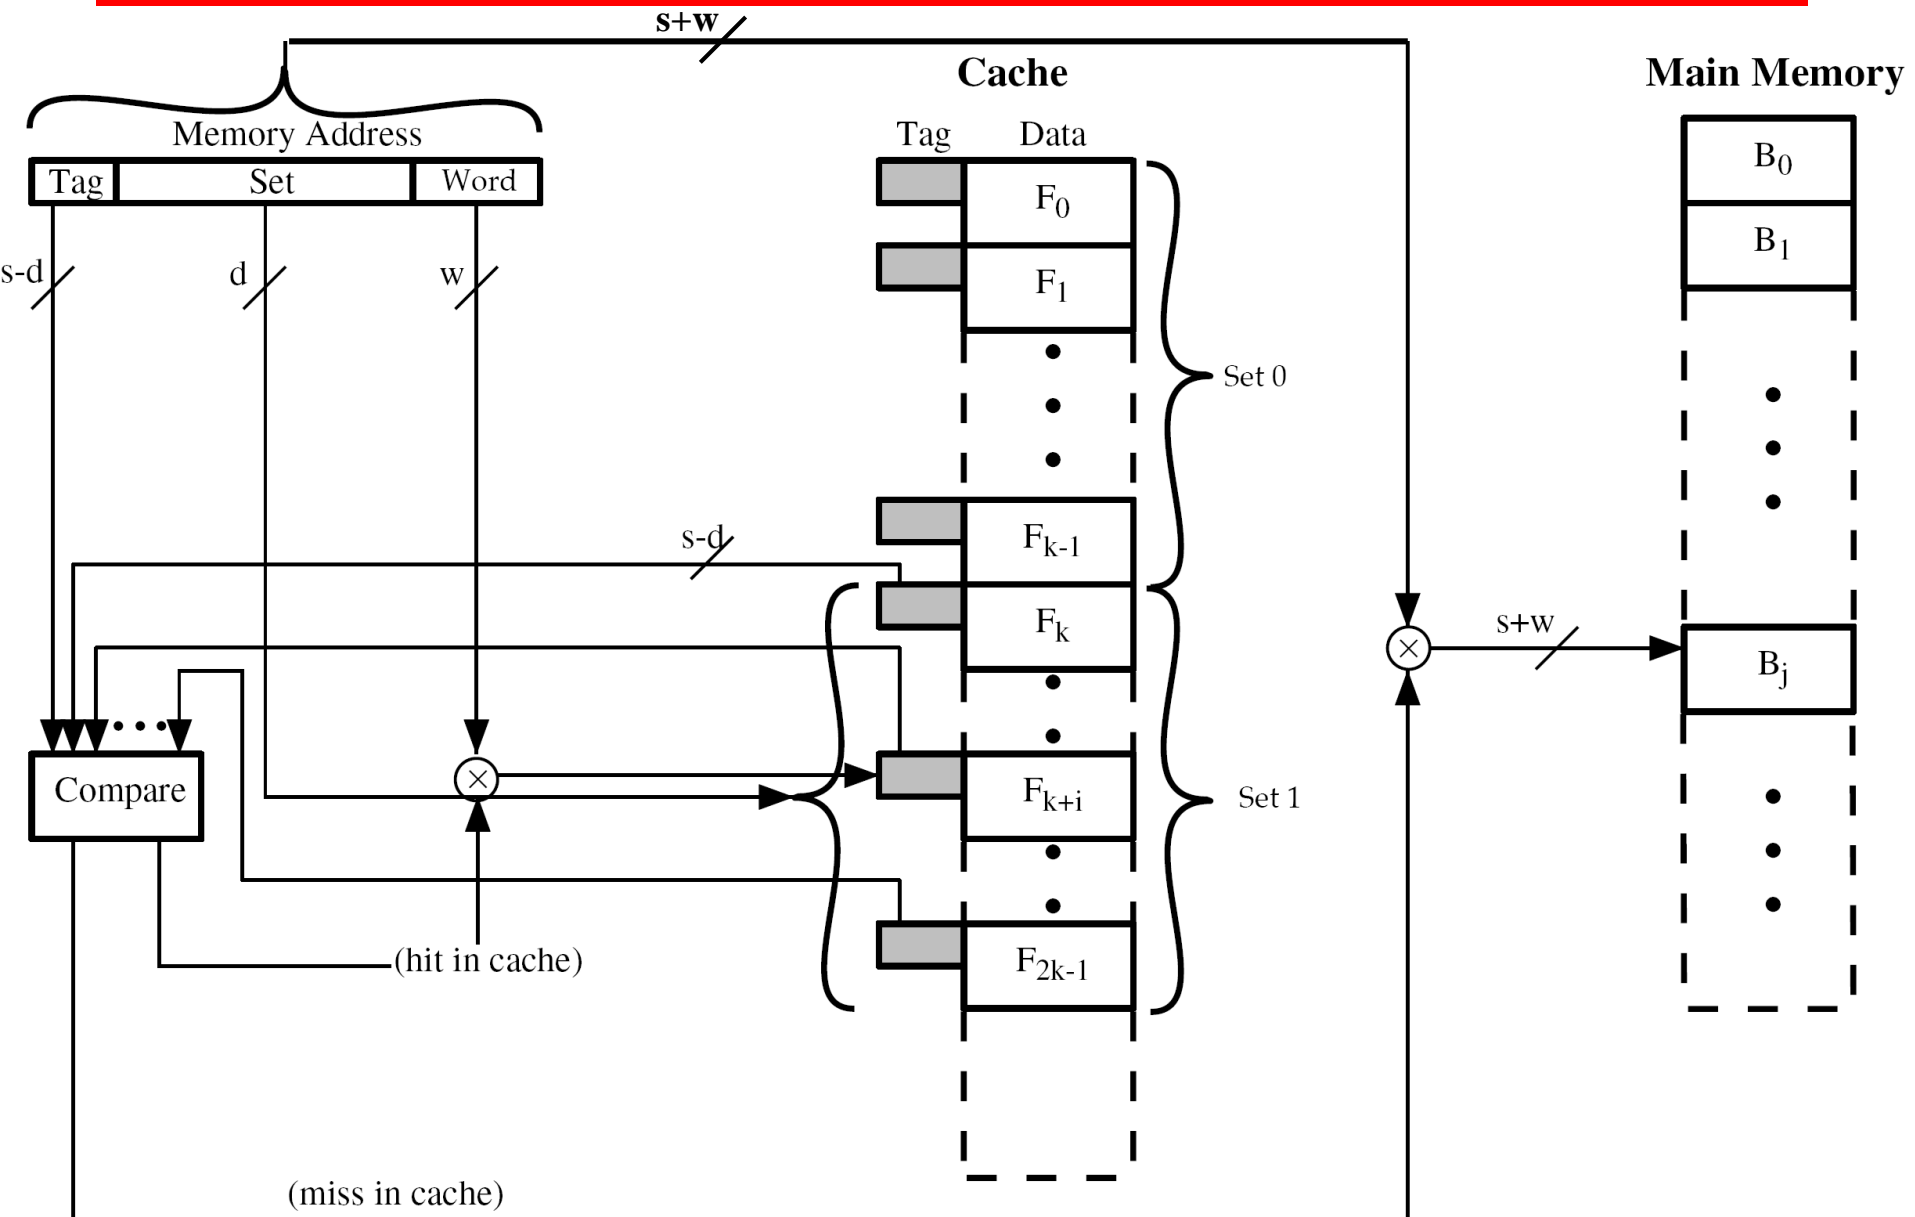 s+w
Cache
Main Memory
Memory Address
Tag Data
Tag Set Word
F0
B0
F1
B1
s-d d w
Set 0
s-d
Fk-1
Fk
s+w
Bj
Compare
Fk+i
Set 1
(hit in cache)
F2k-1
(miss in cache)